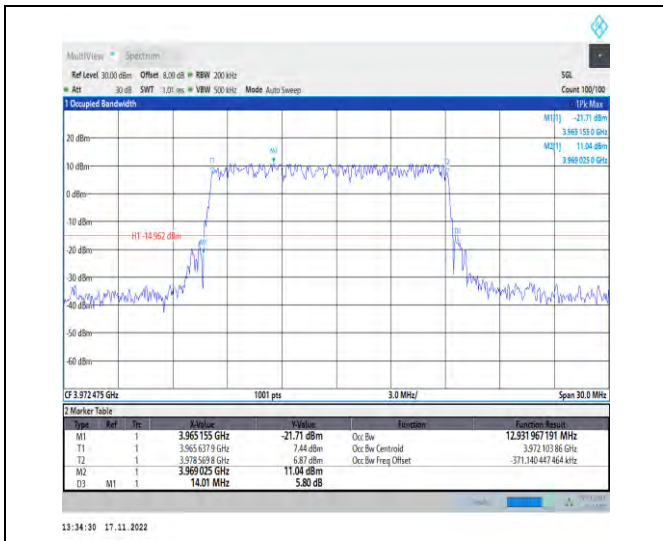 MultiView Spectrum
Ref Level 30.00 dBm Offset 8.00 dB RBW 200 kHz SGL
Att 30 dB SWT 1.01 ms VBW 500 kHz Mode Auto Sweep Count 100/100
1 Occupied Bandwidth 1Pk Max
M1[1] -21.71 dBm
3.965 155 0 GHz
M2[1] 11.04 dBm
3.969 025 0 GHz
20 dBm
M2
T1
T2
10 dBm
0 dBm
-10 dBm
H1 -14.962 dBm
D3
M1
-20 dBm
-30 dBm
-40 dBm
-50 dBm
-60 dBm
CF 3.972 475 GHz 1001 pts 3.0 MHz/ Span 30.0 MHz
2 Marker Table
Type Ref Trc X-Value Y-Value Function Function Result
M1 1 3.965 155 GHz -21.71 dBm Occ Bw 12.931 967 191 MHz
T1 1 3.965 637 9 GHz 7.44 dBm Occ Bw Centroid 3.972 103 86 GHz
T2 1 3.978 569 8 GHz 6.87 dBm Occ Bw Freq Offset -371.140 447 464 kHz
M2 1 3.969 025 GHz 11.04 dBm
D3 M1 1 14.01 MHz 5.80 dB
13:34:30 17.11.2022